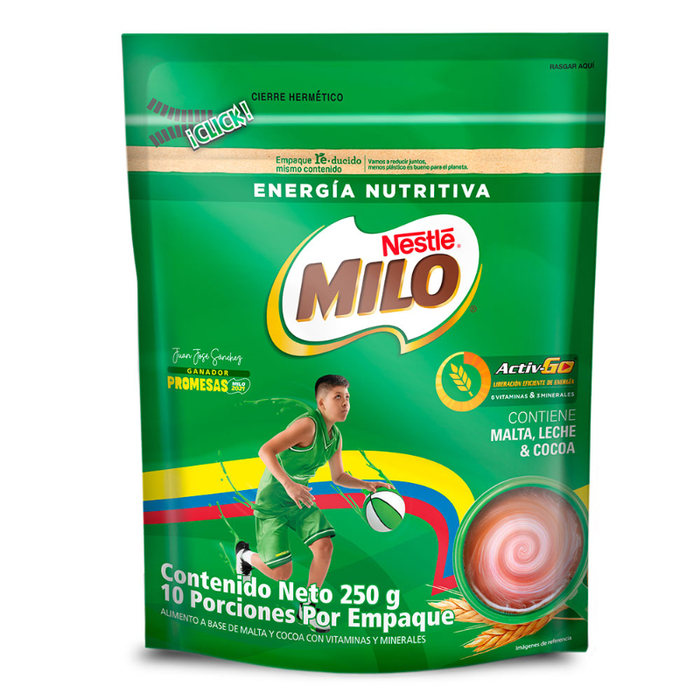 RASGAR AQUÍ
CIERRE HERMÉTICO
¡CLICK!
Empaque re-ducido
mismo contenido
Vamos a reducir juntos,
menos plástico es bueno para el planeta.
ENERGÍA NUTRITIVA
Nestlé®
MILO®
Juan José Sánchez
GANADOR
PROMESAS
MILO
2021
Activ-GO
LIBERACIÓN EFICIENTE DE ENERGÍA
6 VITAMINAS & 3 MINERALES
CONTIENE
MALTA, LECHE
& COCOA
Contenido Neto 250 g
10 Porciones Por Empaque
ALIMENTO A BASE DE MALTA Y COCOA CON VITAMINAS Y MINERALES
imágenes de referencia